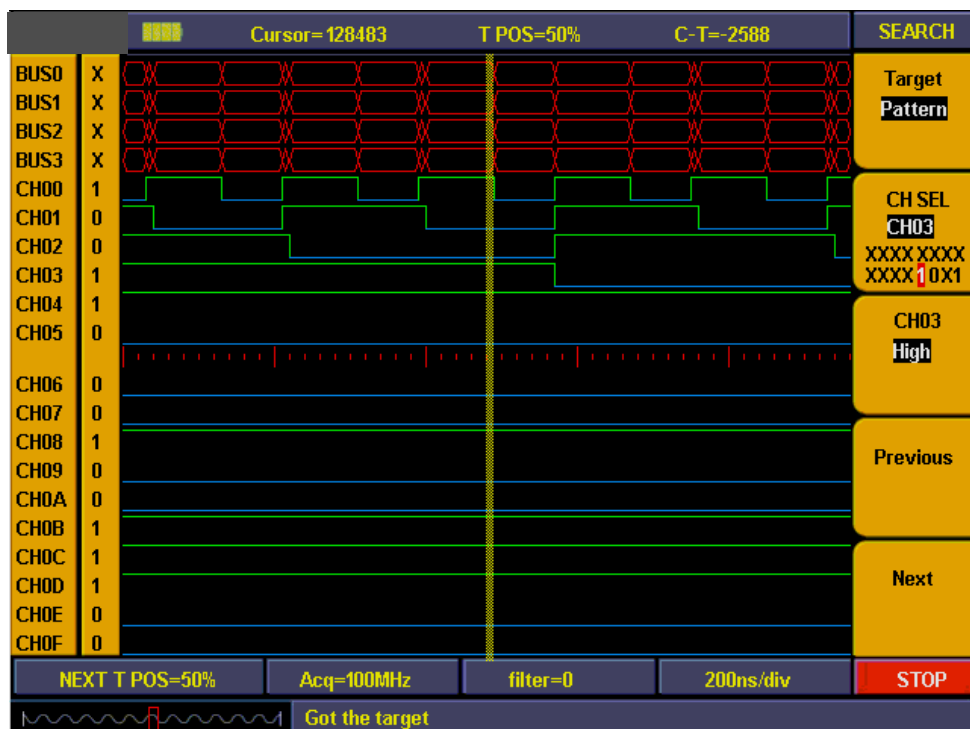 Cursor=128483 T POS=50% C-T=-2588 SEARCH
BUS0 X
BUS1 X
BUS2 X
BUS3 X
CH00 1
CH01 0
CH02 0
CH03 1
CH04 1
CH05 0
CH06 0
CH07 0
CH08 1
CH09 0
CH0A 0
CH0B 1
CH0C 1
CH0D 1
CH0E 0
CH0F 0
Target
Pattern
CH SEL
CH03
XXXX XXXX
XXXX 1 0X1
CH03
High
Previous
Next
NEXT T POS=50% Acq=100MHz filter=0 200ns/div STOP
Got the target